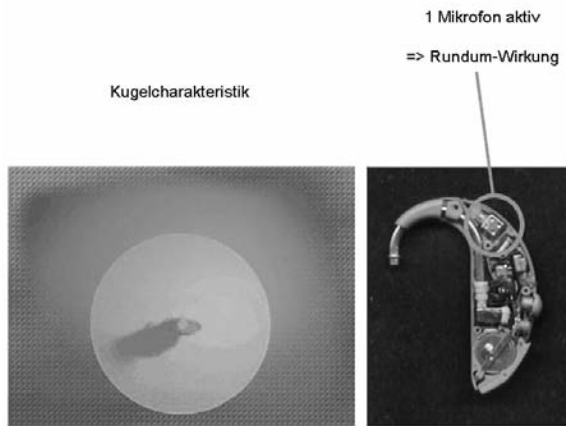 1 Mikrofon aktiv
=> Rundum-Wirkung
Kugelcharakteristik